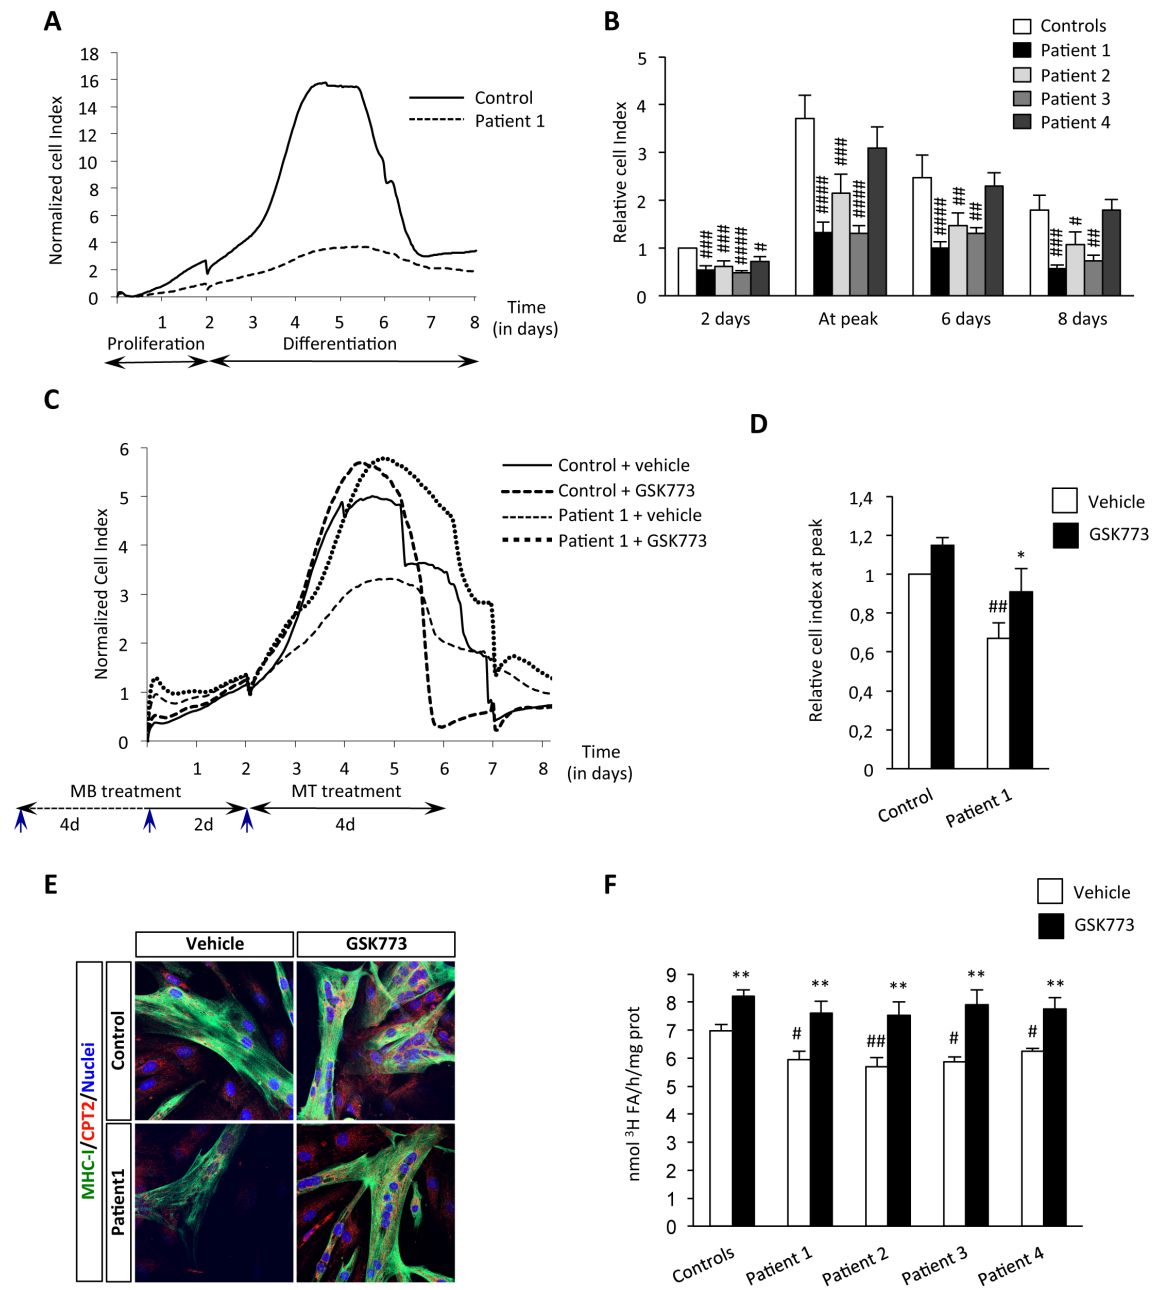 A
Normalized cell Index
18
16
14
12
10
8
6
4
2
0
Control
Patient 1
1 2 3 4 5 6 7 8
Time
(in days)
Proliferation Differentiation
B
Relative cell Index
5
4
3
2
1
0
Controls
Patient 1
Patient 2
Patient 3
Patient 4
### ### #### #
#### ### ####
#### ## ##
### # ##
2 days At peak 6 days 8 days
C
Normalized Cell Index
6
5
4
3
2
1
0
Control + vehicle
Control + GSK773
Patient 1 + vehicle
Patient 1 + GSK773
1 2 3 4 5 6 7 8
Time
(in days)
MB treatment MT treatment
4d 2d 4d
D
Relative cell index at peak
1,4
1,2
1
0,8
0,6
0,4
0,2
0
Vehicle
GSK773
## *
Control Patient 1
E
Vehicle GSK773
MHC-I/CPT2/Nuclei
Control
Patient1
F
nmol ³H FA/h/mg prot
9
8
7
6
5
4
3
2
1
0
Vehicle
GSK773
** # ** ## ** # ** # **
Controls Patient 1 Patient 2 Patient 3 Patient 4